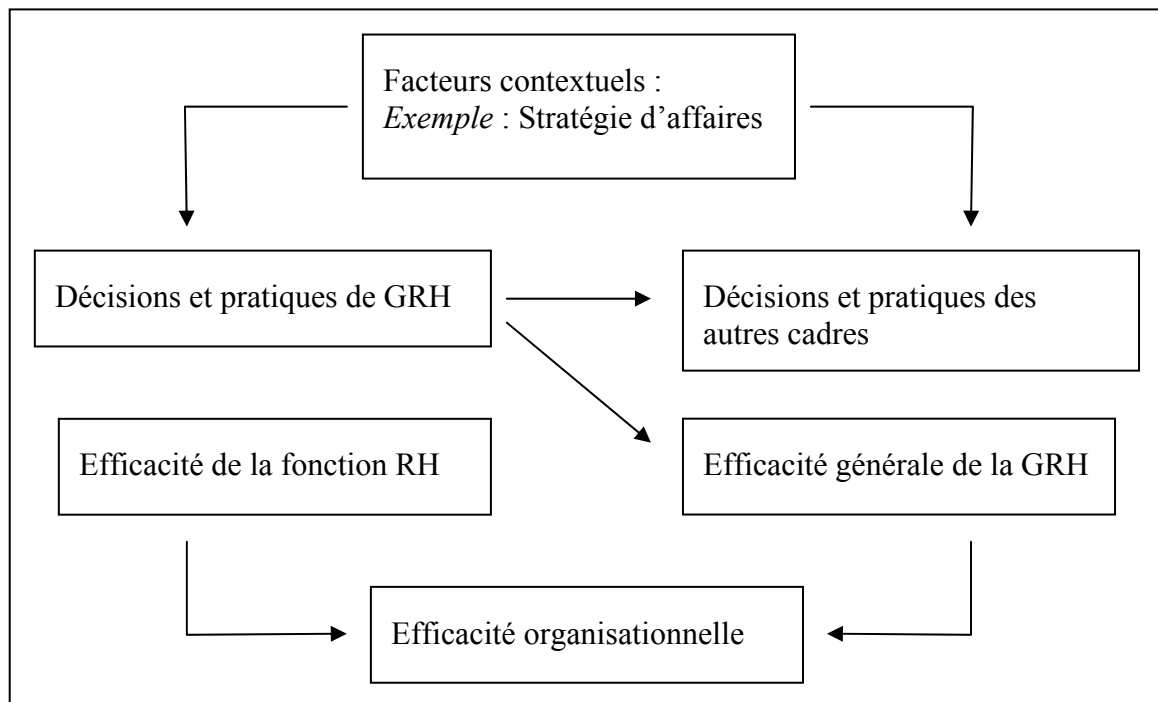 Facteurs contextuels :
Exemple : Stratégie d’affaires
Décisions et pratiques de GRH
Décisions et pratiques des
autres cadres
Efficacité de la fonction RH
Efficacité générale de la GRH
Efficacité organisationnelle